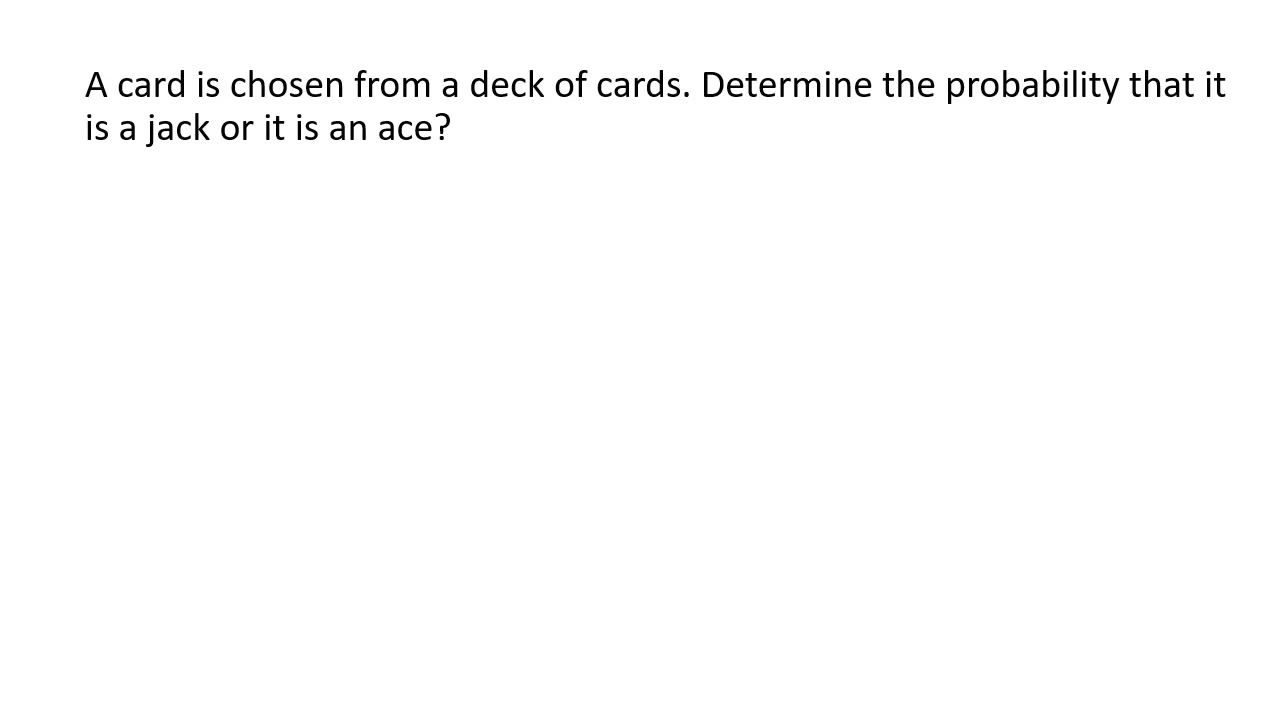 A card is chosen from a deck of cards. Determine the probability that it
is a jack or it is an ace?